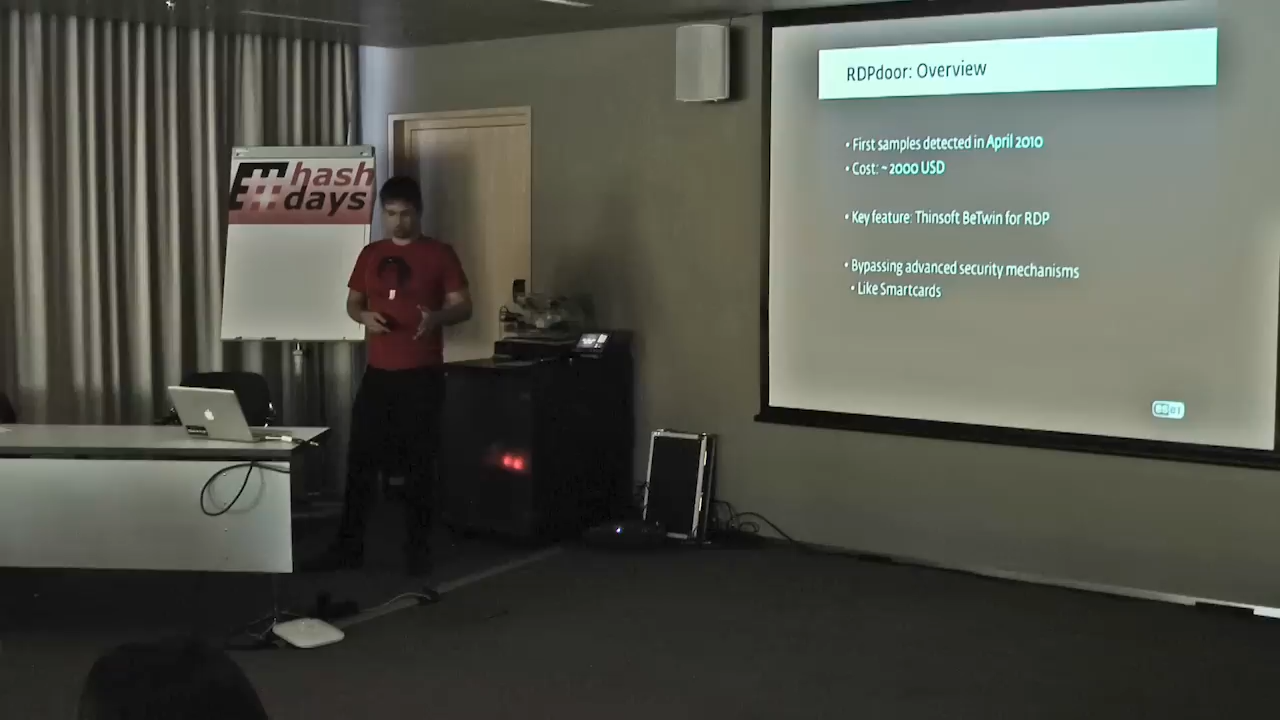 hash
days
RDPdoor: Overview
• First samples detected in April 2010
• Cost: ~ 2000 USD
• Key feature: Thinsoft BeTwin for RDP
• Bypassing advanced security mechanisms
• Like Smartcards
eset